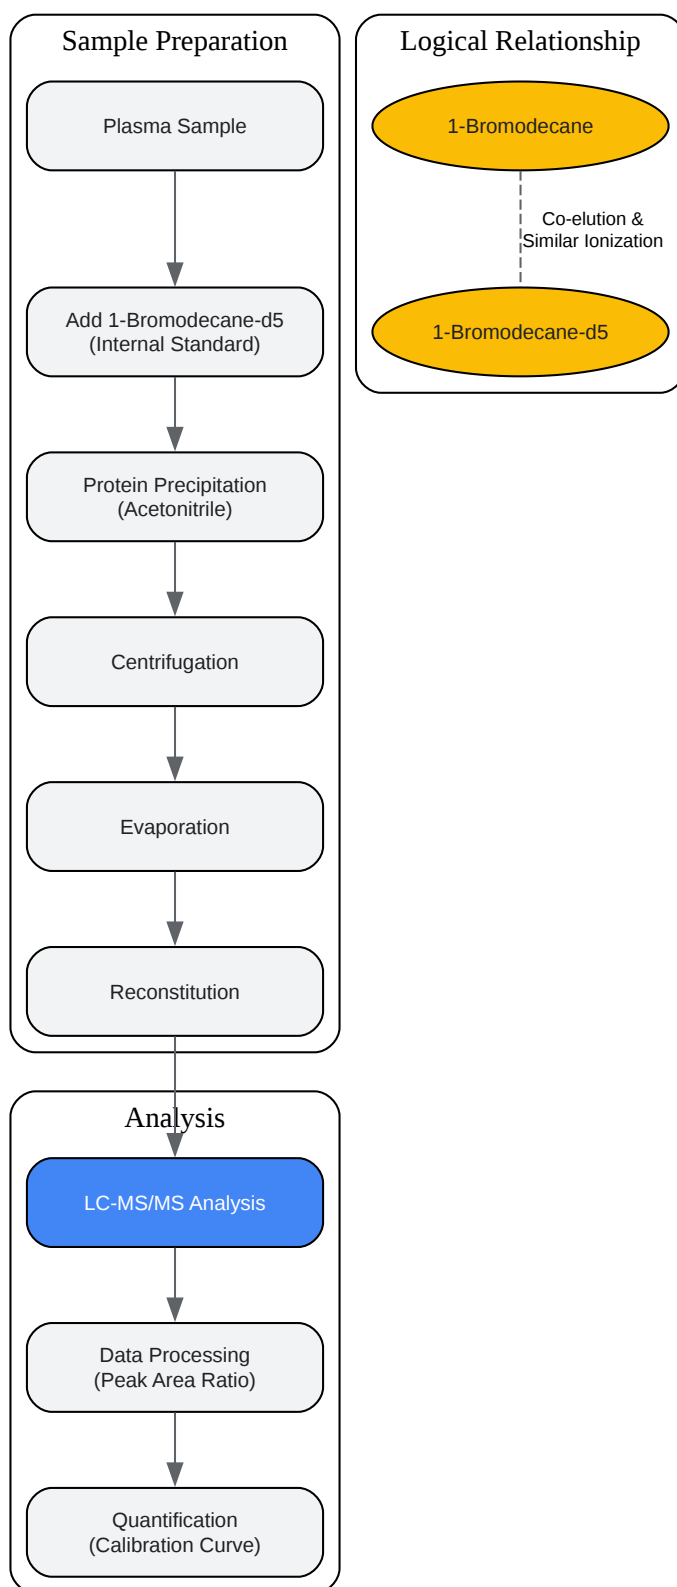 Sample Preparation
Plasma Sample
Add 1-Bromodecane-d5
(Internal Standard)
Protein Precipitation
(Acetonitrile)
Centrifugation
Evaporation
Reconstitution
Analysis
LC-MS/MS Analysis
Data Processing
(Peak Area Ratio)
Quantification
(Calibration Curve)
Logical Relationship
1-Bromodecane
Co-elution &
Similar Ionization
1-Bromodecane-d5